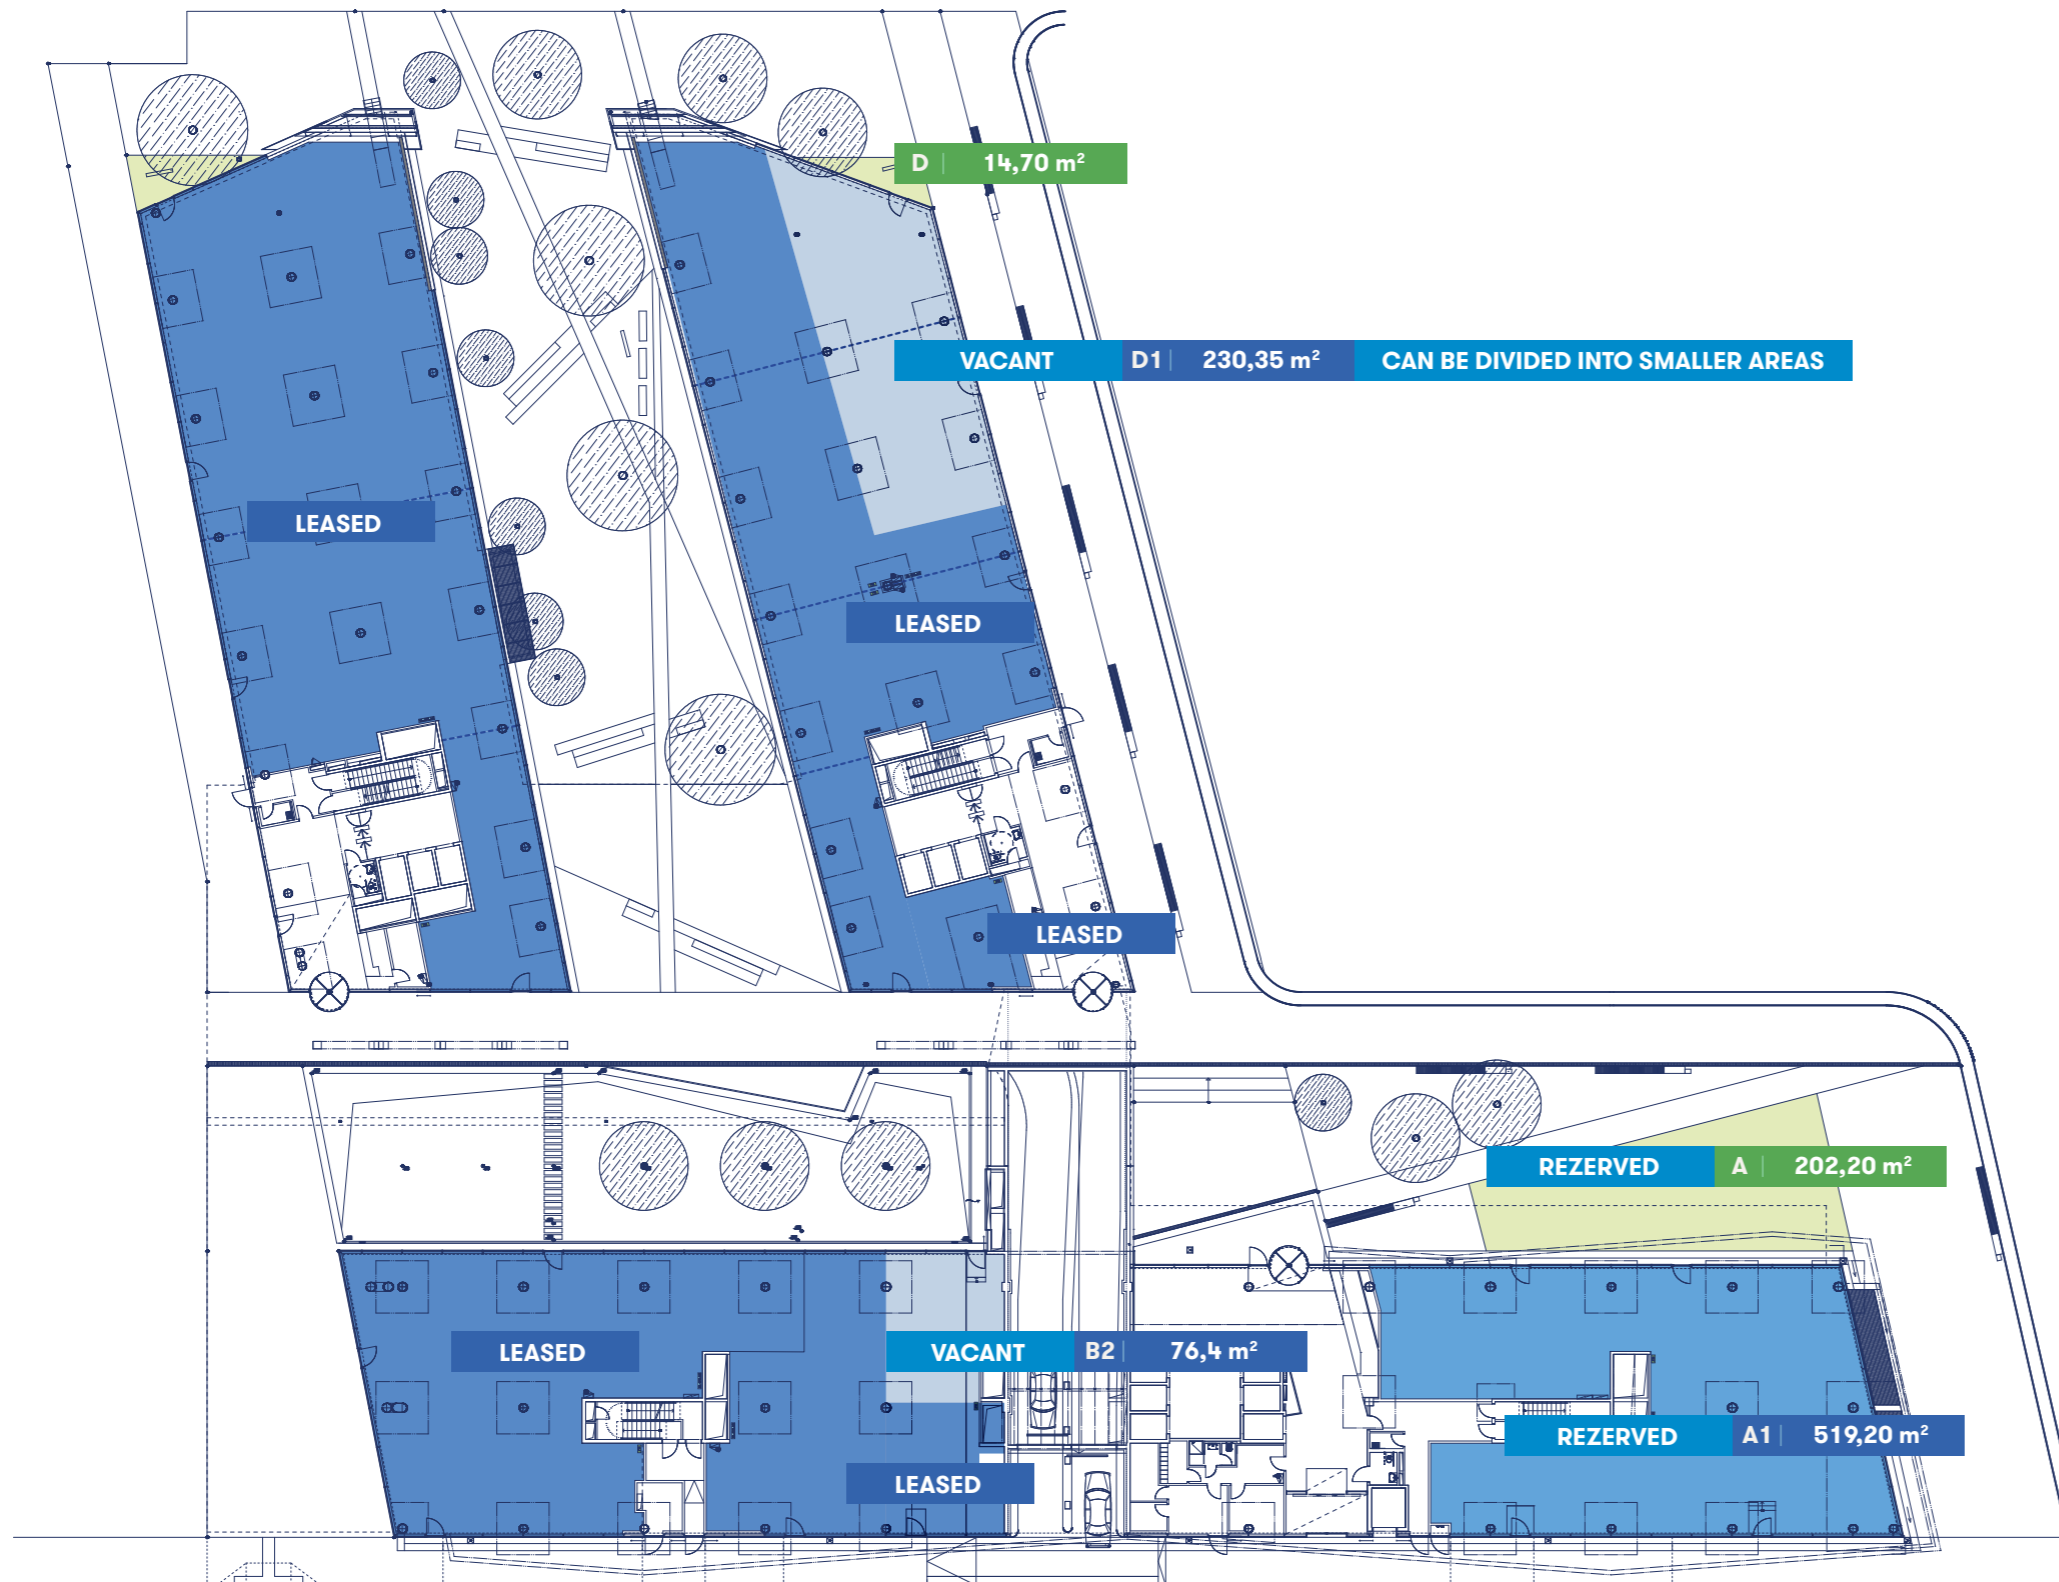 D 14,70 m²
VACANT D1 230,35 m² CAN BE DIVIDED INTO SMALLER AREAS
LEASED
LEASED
LEASED
REZERVED A 202,20 m²
LEASED
VACANT B2 76,4 m²
REZERVED A1 519,20 m²
LEASED